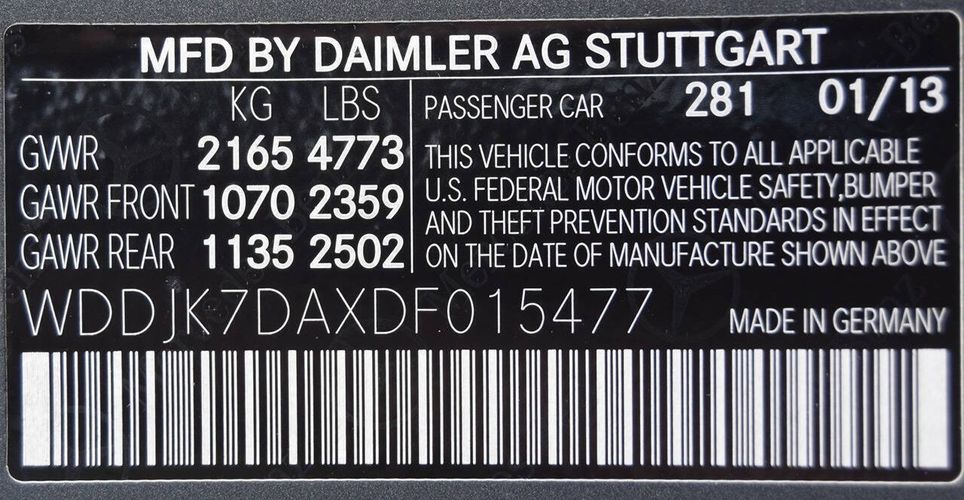 MFD BY DAIMLER AG STUTTGART
KG LBS
GVWR 2165 4773
GAWR FRONT 1070 2359
GAWR REAR 1135 2502
PASSENGER CAR 281 01/13
THIS VEHICLE CONFORMS TO ALL APPLICABLE
U.S. FEDERAL MOTOR VEHICLE SAFETY,BUMPER
AND THEFT PREVENTION STANDARDS IN EFFECT
ON THE DATE OF MANUFACTURE SHOWN ABOVE
WDDJK7DAXDF015477
MADE IN GERMANY